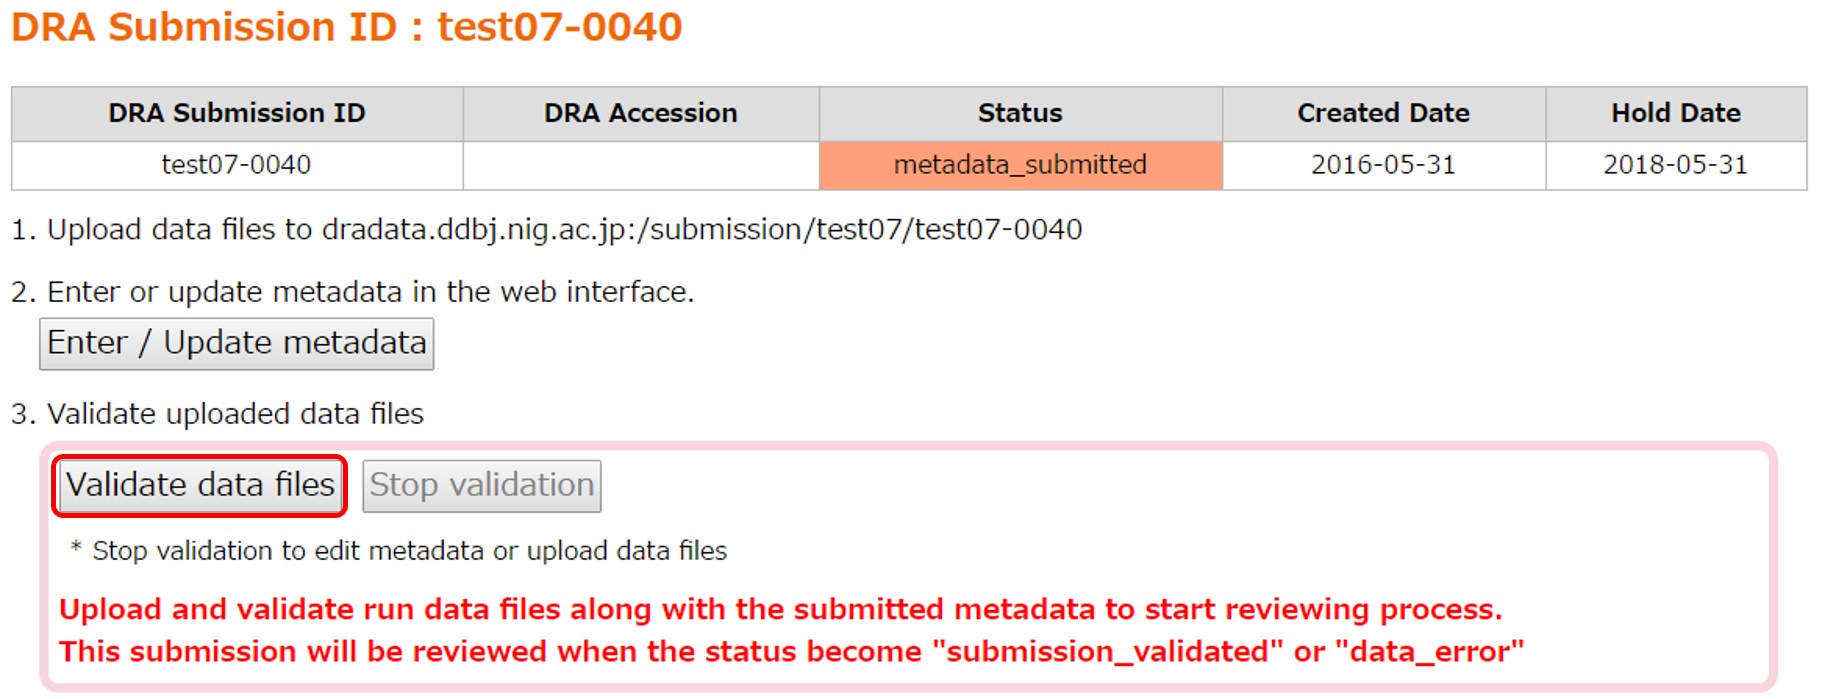 DRA Submission ID : test07-0040
DRA Submission ID DRA Accession Status Created Date Hold Date
test07-0040 metadata_submitted 2016-05-31 2018-05-31
1. Upload data files to dradata.ddbj.nig.ac.jp:/submission/test07/test07-0040
2. Enter or update metadata in the web interface.
Enter / Update metadata
3. Validate uploaded data files
Validate data files Stop validation
* Stop validation to edit metadata or upload data files
Upload and validate run data files along with the submitted metadata to start reviewing process.
This submission will be reviewed when the status become "submission_validated" or "data_error"